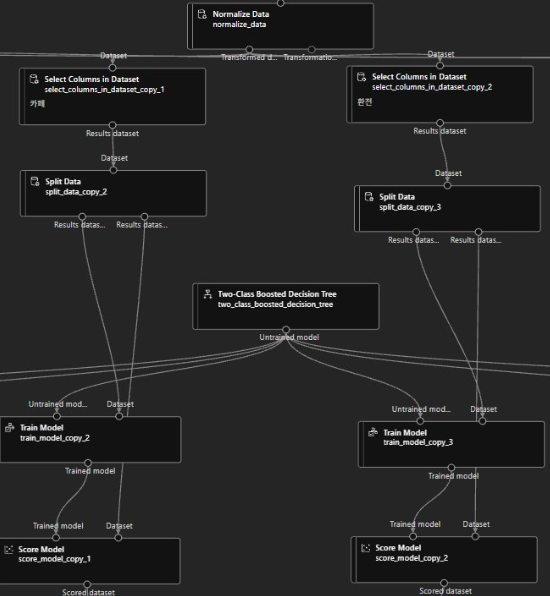 Normalize Data
normalize_data
Transformed d... Transformatio...
Dataset Dataset
Select Columns in Dataset
select_columns_in_dataset_copy_1
카페
Results dataset
Select Columns in Dataset
select_columns_in_dataset_copy_2
환전
Results dataset
Dataset
Split Data
split_data_copy_2
Results datas... Results datas...
Dataset
Split Data
split_data_copy_3
Results datas... Results datas...
Two-Class Boosted Decision Tree
two_class_boosted_decision_tree
Untrained model
Untrained mod... Dataset
Train Model
train_model_copy_2
Trained model
Untrained mod... Dataset
Train Model
train_model_copy_3
Trained model
Trained model Dataset
Score Model
score_model_copy_1
Scored dataset
Trained model Dataset
Score Model
score_model_copy_2
Scored dataset